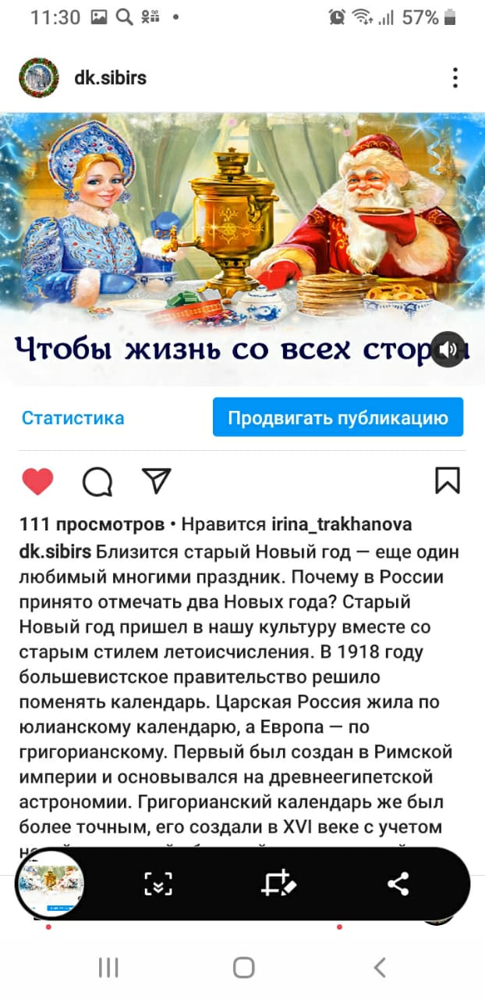 11:30
57%
dk.sibirs
Чтобы жизнь со всех
Статистика
Продвигать публикацию
111 просмотров • Нравится irina_trakhanova
dk.sibirs Близится старый Новый год — еще один
любимый многими праздник. Почему в России
принято отмечать два Новых года? Старый
Новый год пришел в нашу культуру вместе со
старым стилем летоисчисления. В 1918 году
большевистское правительство решило
поменять календарь. Царская Россия жила по
юлианскому календарю, а Европа — по
григорианскому. Первый был создан в Римской
империи и основывался на древнеегипетской
астрономии. Григорианский календарь же был
более точным, его создали в XVI веке с учетом